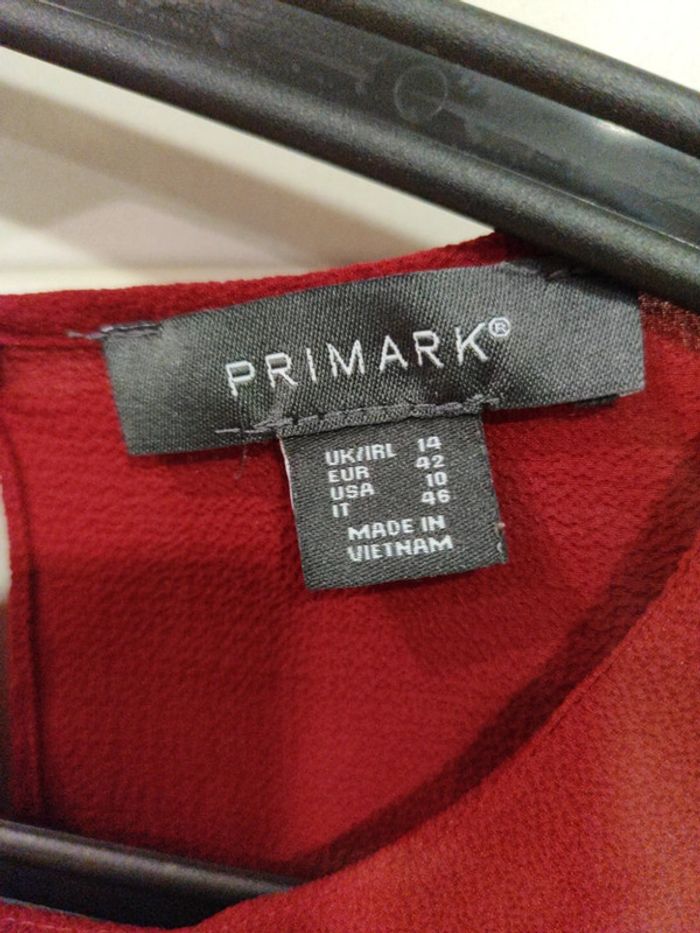 PRIMARK®
UK/IRL 14
EUR 42
USA 10
IT 46
MADE IN
VIETNAM